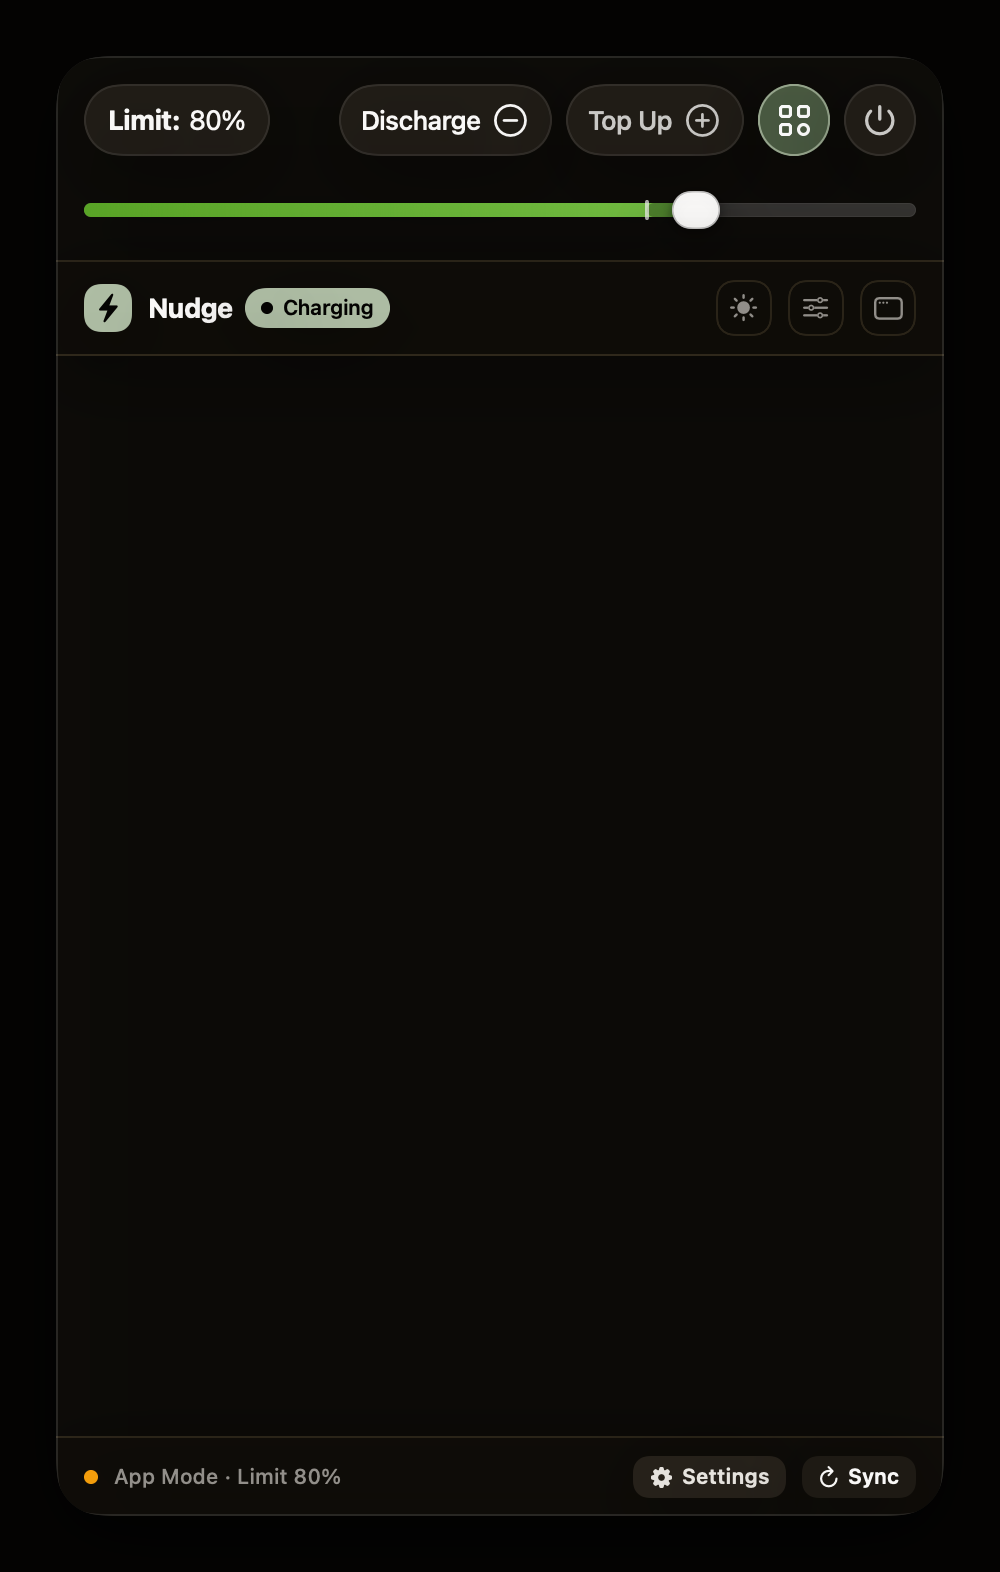 Limit: 80% Discharge Top Up
Nudge Charging
App Mode · Limit 80% Settings Sync